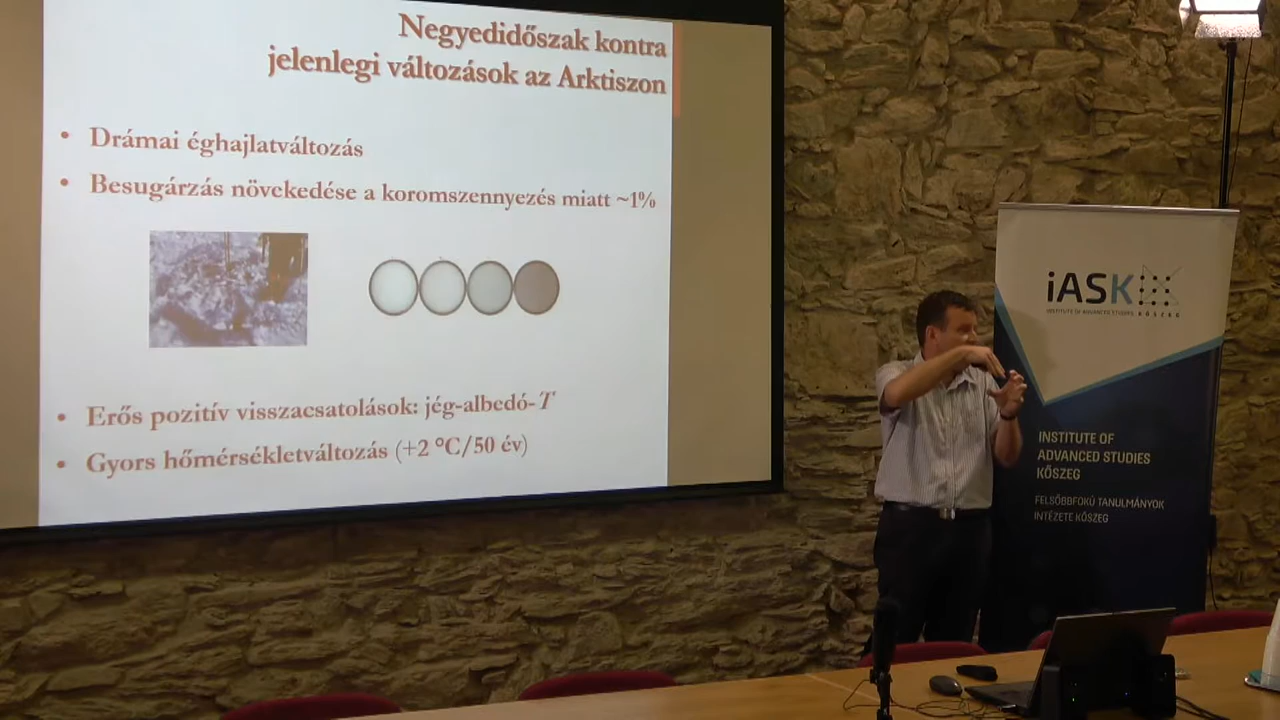 Negyedidőszak kontra
jelenlegi változások az Arktiszon
• Drámai éghajlatváltozás
• Besugárzás növekedése a koromszennyezés miatt ~1%
• Erős pozitív visszacsatolások: jég-albedó-T
• Gyors hőmérsékletváltozás (+2 °C/50 év)
iASK
INSTITUTE OF ADVANCED STUDIES KŐSZEG
INSTITUTE OF
ADVANCED STUDIES
KŐSZEG
FELSŐBBFOKÚ TANULMÁNYOK
INTÉZETE KŐSZEG